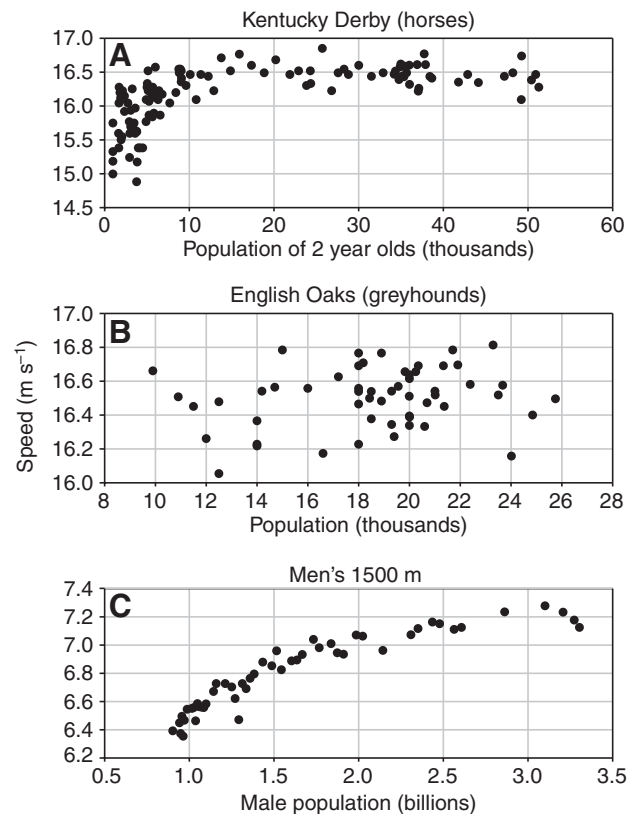 Kentucky Derby (horses)
A
17.0
16.5
16.0
15.5
15.0
14.5
0 10 20 30 40 50 60
Population of 2 year olds (thousands)
English Oaks (greyhounds)
B
17.0
16.8
16.6
16.4
16.2
16.0
Speed (m s⁻¹)
8 10 12 14 16 18 20 22 24 26 28
Population (thousands)
Men's 1500 m
C
7.4
7.2
7.0
6.8
6.6
6.4
6.2
0.5 1.0 1.5 2.0 2.5 3.0 3.5
Male population (billions)